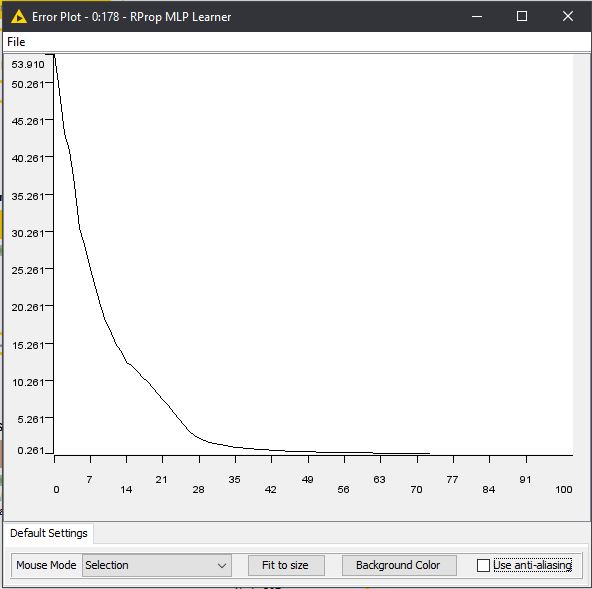 Error Plot - 0:178 - RProp MLP Learner
File
53.910
50.261
45.261
40.261
35.261
30.261
25.261
20.261
15.261
10.261
5.261
0.261
7 21 35 49 63 77 91
0 14 28 42 56 70 84 100
Default Settings
Mouse Mode Selection Fit to size Background Color Use anti-aliasing